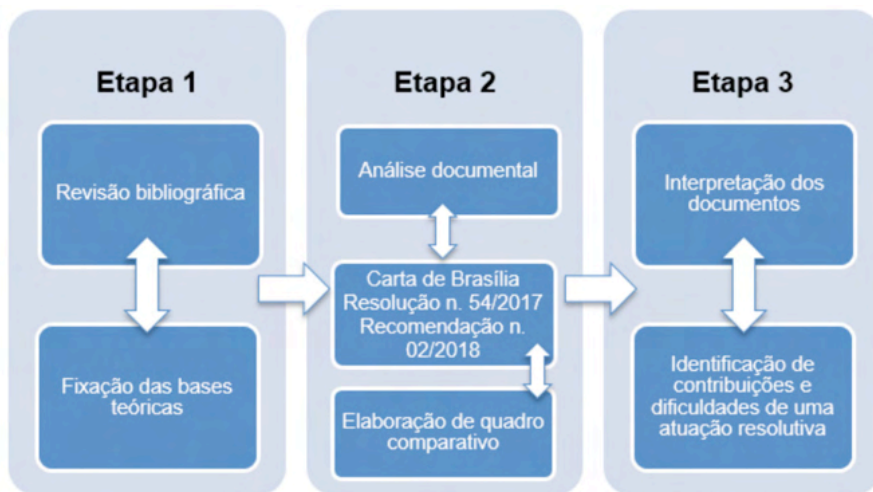 Etapa 1
Revisão bibliográfica
Fixação das bases
teóricas
Etapa 2
Análise documental
Carta de Brasília
Resolução n. 54/2017
Recomendação n.
02/2018
Elaboração de quadro
comparativo
Etapa 3
Interpretação dos
documentos
Identificação de
contribuições e
dificuldades de uma
atuação resolutiva